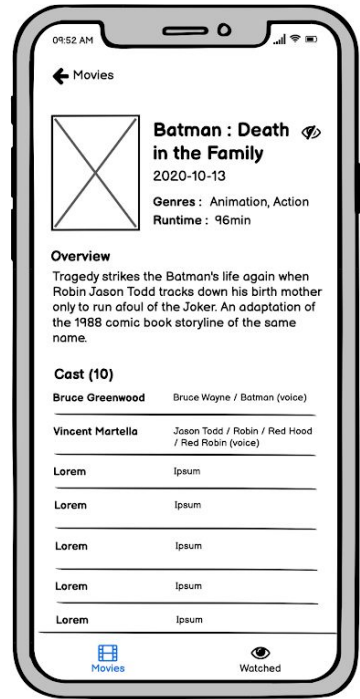 09:52 AM
Movies
Batman : Death
in the Family
2020-10-13
Genres : Animation, Action
Runtime : 96min
Overview
Tragedy strikes the Batman's life again when
Robin Jason Todd tracks down his birth mother
only to run afoul of the Joker. An adaptation of
the 1988 comic book storyline of the same
name.
Cast (10)
Bruce Greenwood Bruce Wayne / Batman (voice)
Vincent Martella Jason Todd / Robin / Red Hood
/ Red Robin (voice)
Lorem Ipsum
Lorem Ipsum
Lorem Ipsum
Lorem Ipsum
Lorem Ipsum
Movies Watched